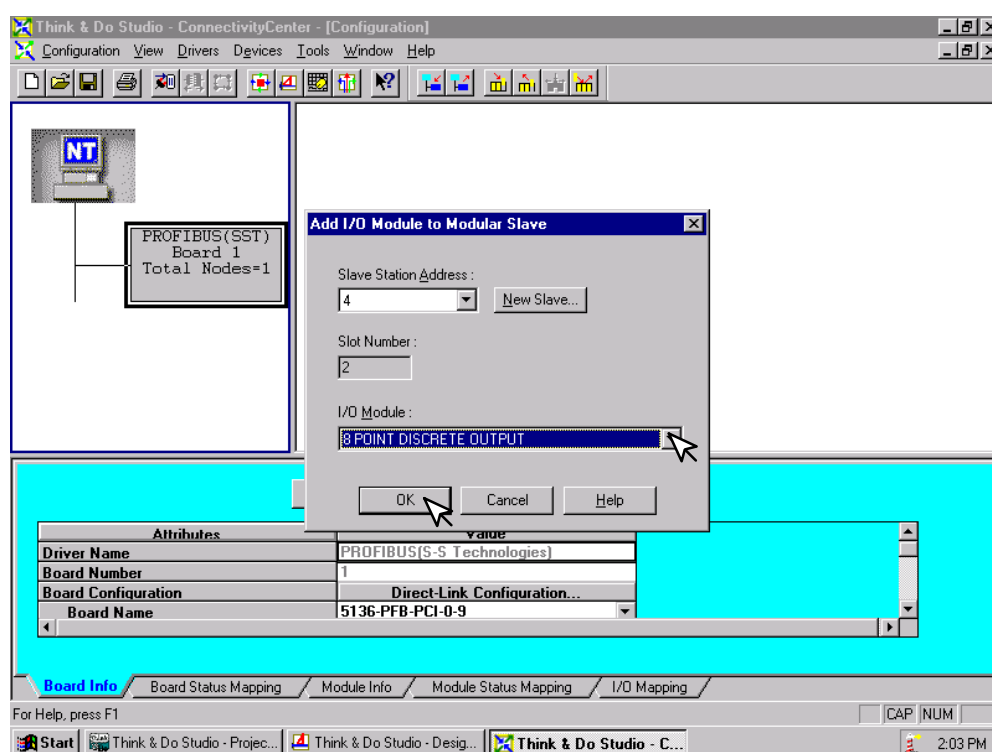 Think & Do Studio - ConnectivityCenter - [Configuration]
Configuration View Drivers Devices Tools Window Help
NT
PROFIBUS(SST)
Board 1
Total Nodes=1
Add I/O Module to Modular Slave
Slave Station Address :
4
New Slave...
Slot Number :
2
I/O Module :
8 POINT DISCRETE OUTPUT
OK Cancel Help
Attributes Value
Driver Name PROFIBUS(S-S Technologies)
Board Number 1
Board Configuration Direct-Link Configuration...
Board Name 5136-PFB-PCI-0-9
Board Info Board Status Mapping Module Info Module Status Mapping I/O Mapping
For Help, press F1 CAP NUM
Start Think & Do Studio - Projec... Think & Do Studio - Desig... Think & Do Studio - C... 2:03 PM